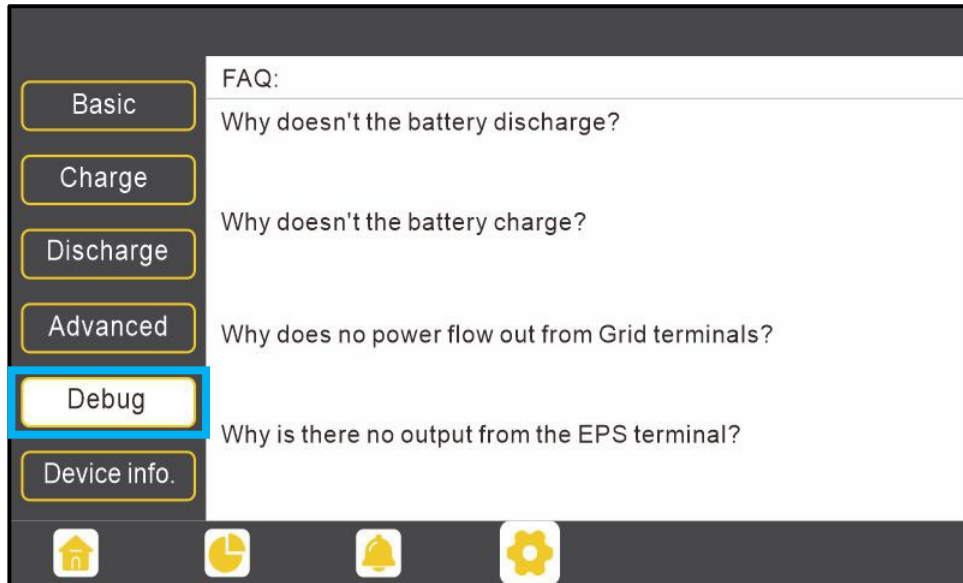 Basic
Charge
Discharge
Advanced
Debug
Device info.
FAQ:
Why doesn't the battery discharge?
Why doesn't the battery charge?
Why does no power flow out from Grid terminals?
Why is there no output from the EPS terminal?